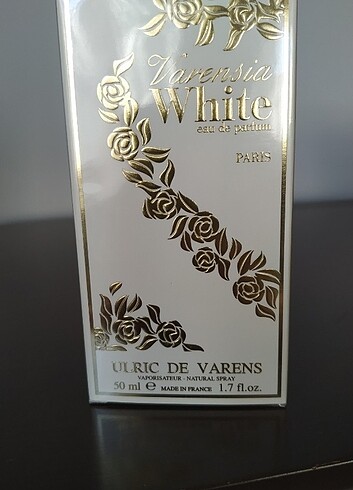 Varensia
White
eau de parfum
PARIS
ULRIC DE VARENS
VAPORISATEUR - NATURAL SPRAY
50 ml ℮ MADE IN FRANCE 1.7 fl.oz.